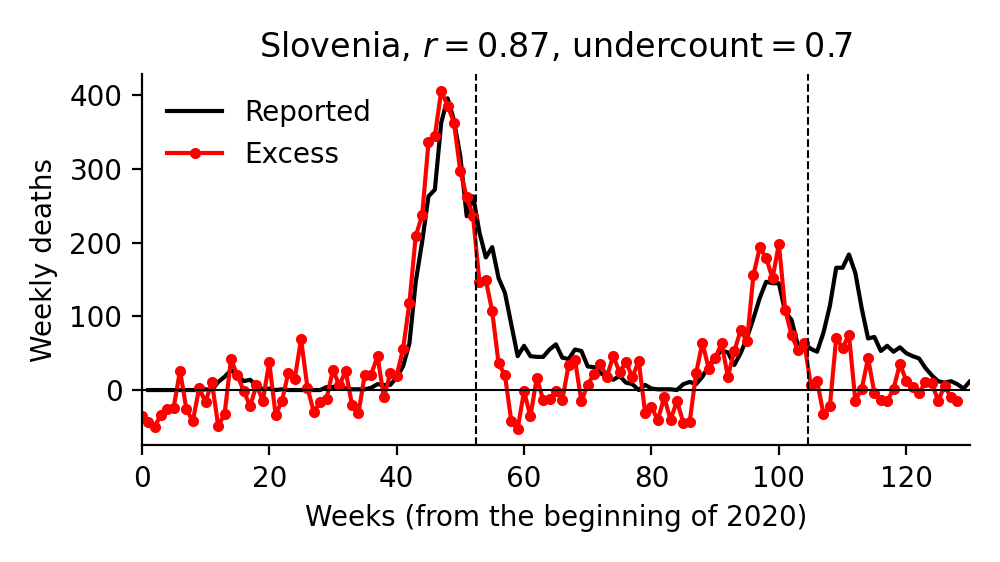 Slovenia, r = 0.87, undercount = 0.7
Weekly deaths
400
300
200
100
0
Reported
Excess
0 20 40 60 80 100 120
Weeks (from the beginning of 2020)